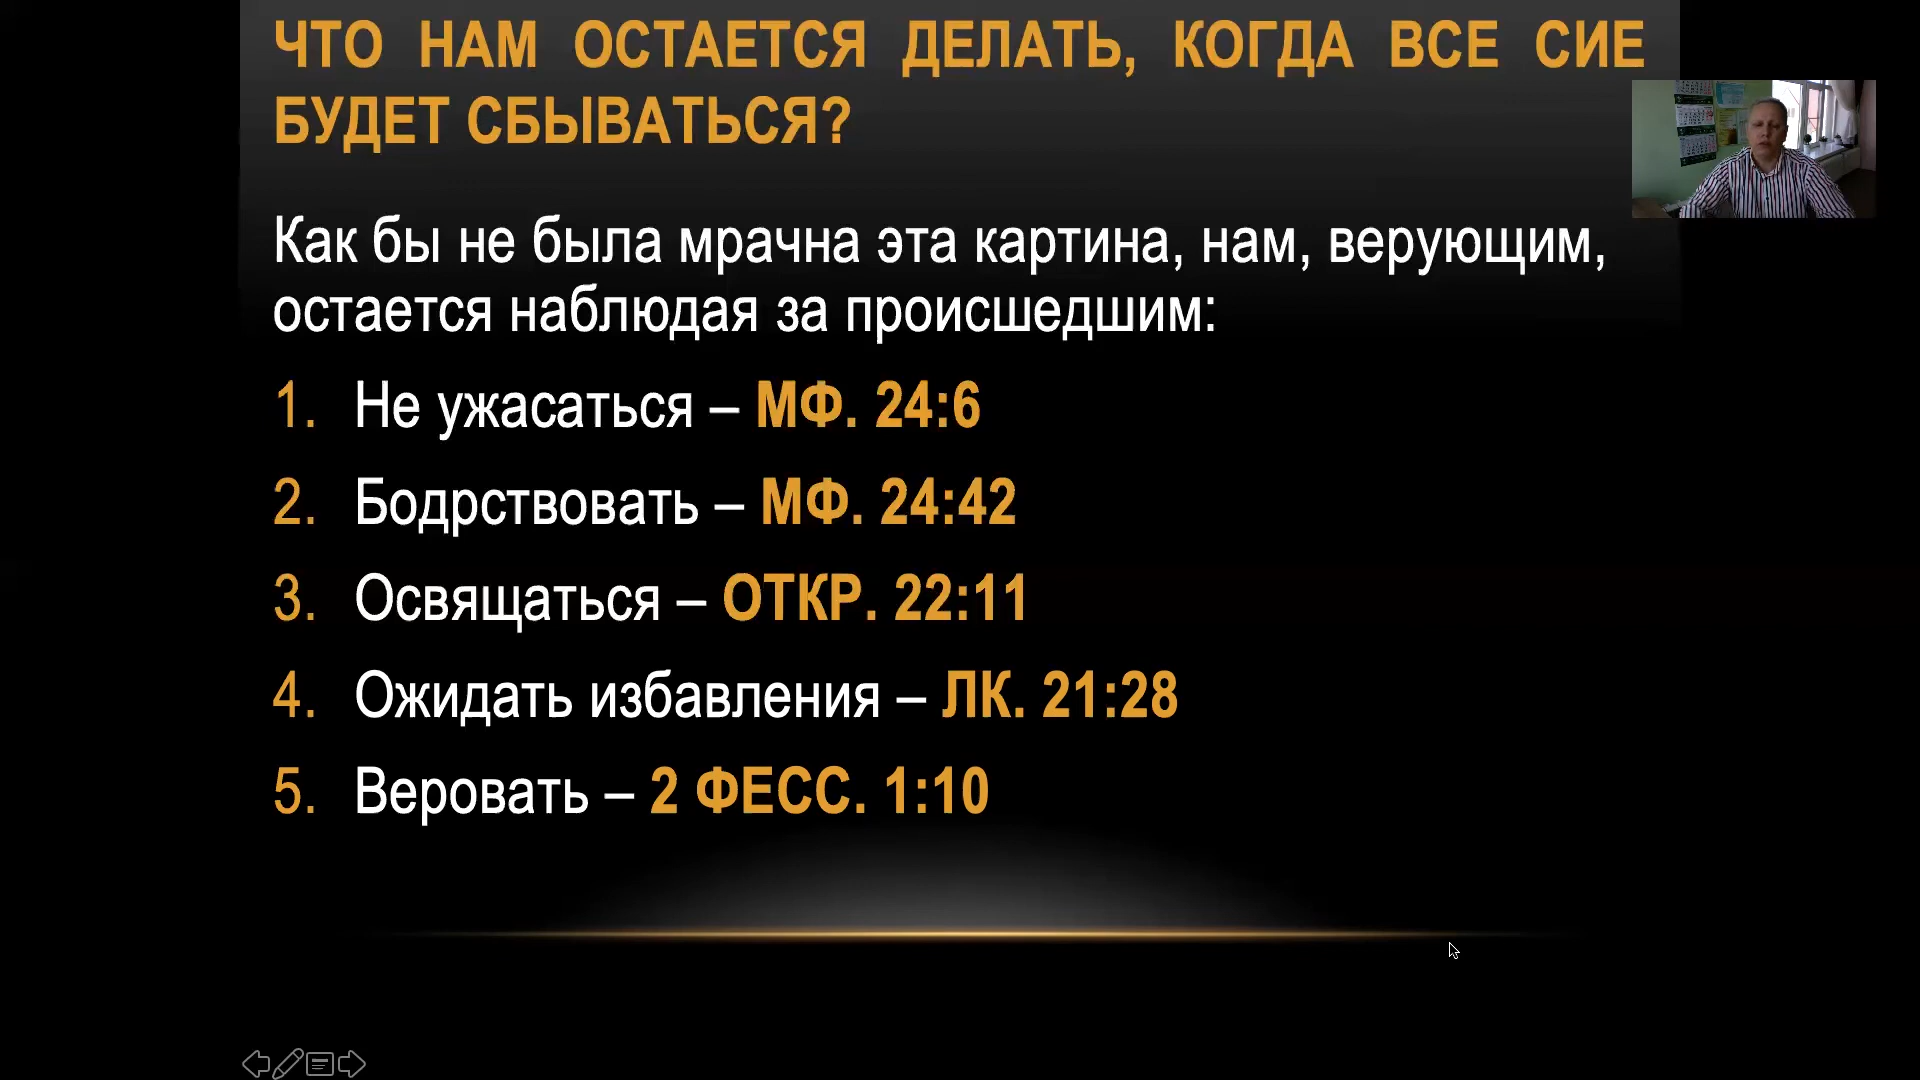 ЧТО НАМ ОСТАЕТСЯ ДЕЛАТЬ, КОГДА ВСЕ СИЕ
БУДЕТ СБЫВАТЬСЯ?
Как бы не была мрачна эта картина, нам, верующим,
остается наблюдая за происшедшим:
1. Не ужасаться – МФ. 24:6
2. Бодрствовать – МФ. 24:42
3. Освящаться – ОТКР. 22:11
4. Ожидать избавления – ЛК. 21:28
5. Веровать – 2 ФЕСС. 1:10